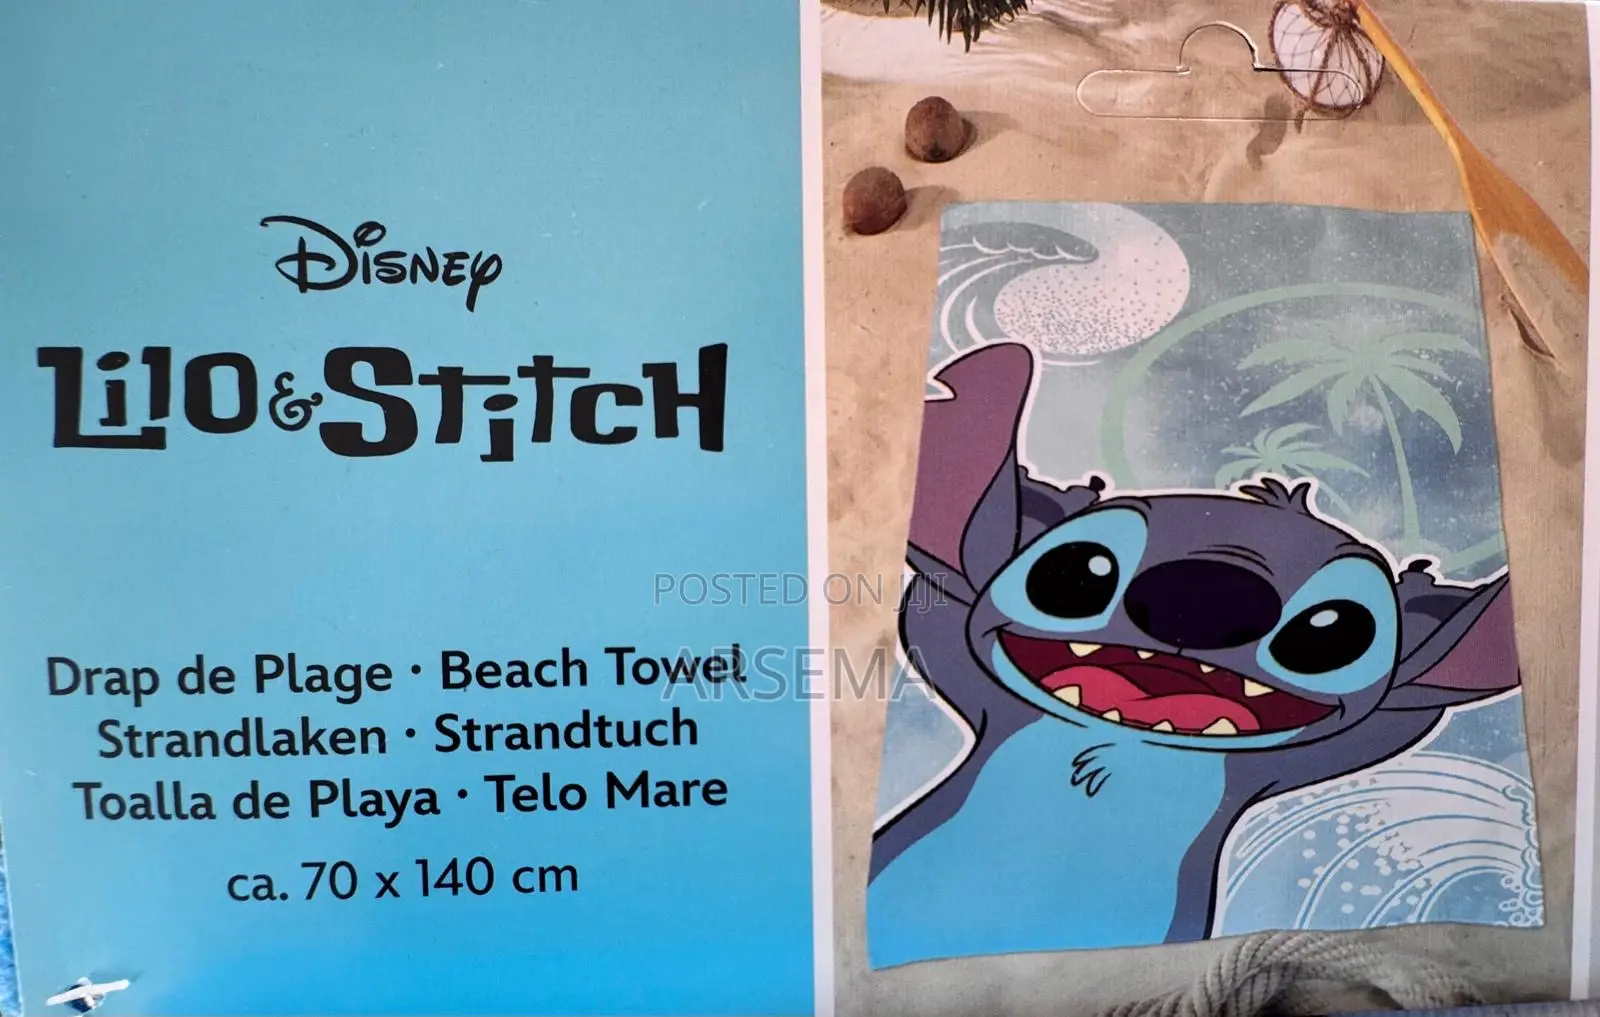 Disney
Lilo & Stitch
Drap de Plage · Beach Towel
Strandlaken · Strandtuch
Toalla de Playa · Telo Mare
ca. 70 x 140 cm
POSTED ON JIJI
ARSEMA